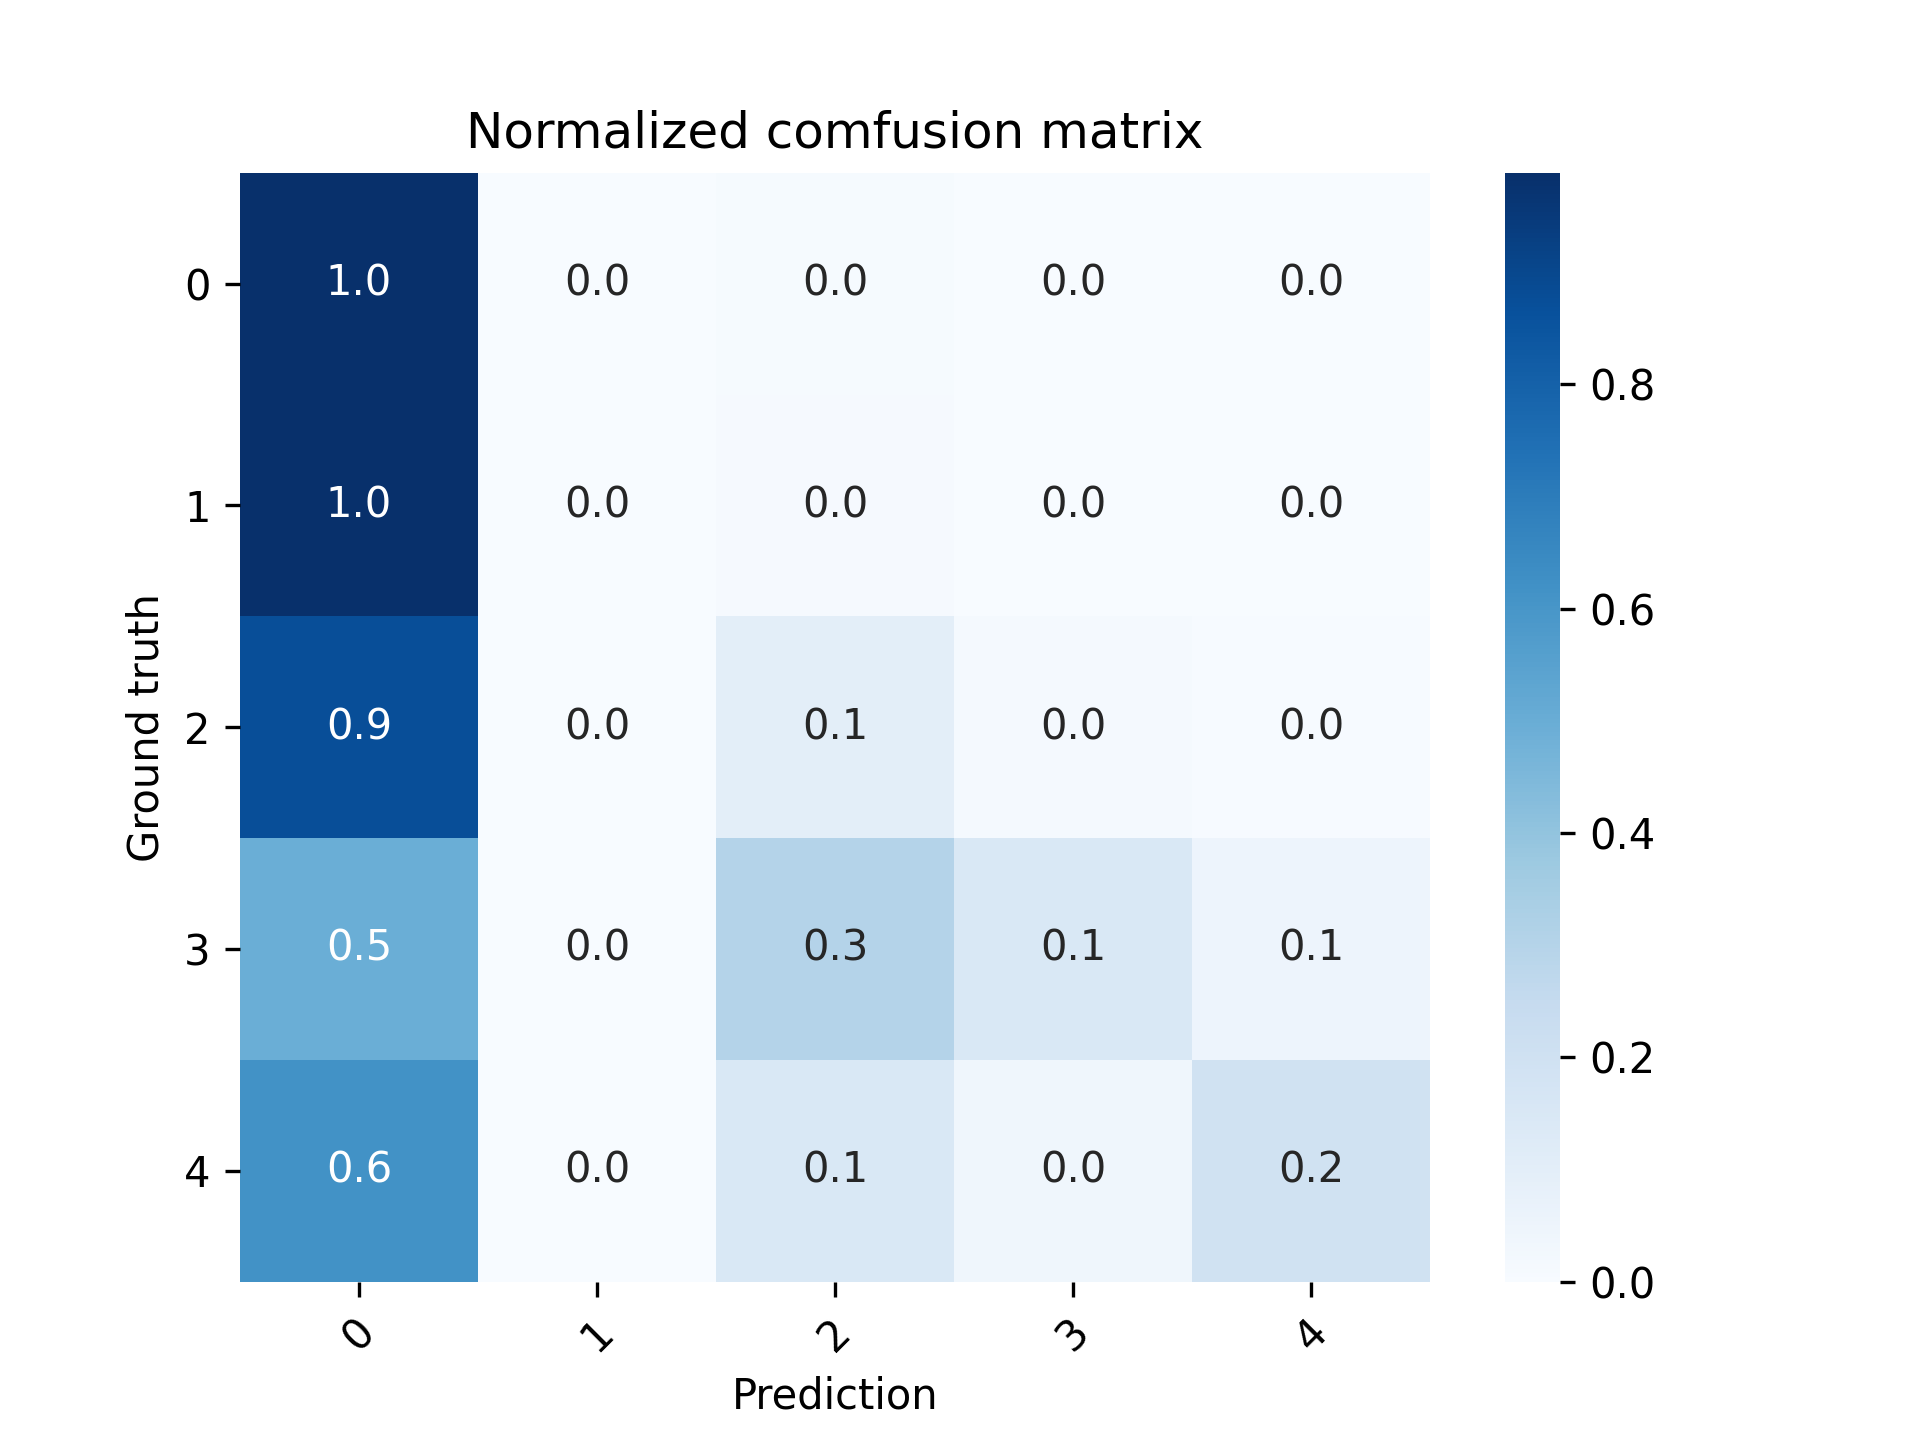 Normalized comfusion matrix
0 1.0 0.0 0.0 0.0 0.0
1 1.0 0.0 0.0 0.0 0.0
2 0.9 0.0 0.1 0.0 0.0
3 0.5 0.0 0.3 0.1 0.1
4 0.6 0.0 0.1 0.0 0.2
Ground truth
0 1 2 3 4
Prediction
0.8
0.6
0.4
0.2
0.0